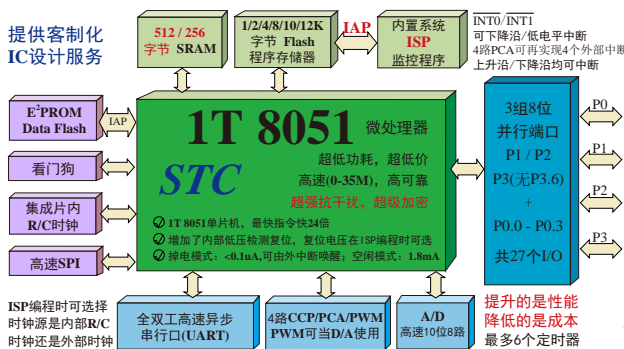 提供客制化
IC设计服务
512 / 256
字节 SRAM
1/2/4/8/10/12K
字节 Flash
程序存储器
IAP
内置系统
ISP
监控程序
INT0/INT1
可下降沿/低电平中断
4路PCA可再实现4个外部中断
上升沿/下降沿均可中断
E²PROM
Data Flash
IAP
看门狗
集成片内
R/C时钟
高速SPI
1T 8051
微处理器
STC
超低功耗，超低价
高速(0-35M)，高可靠
超强抗干扰，超级加密
1T 8051单片机，最快指令快24倍
增加了内部低压检测复位，复位电压在ISP编程时可选
掉电模式：<0.1uA,可由外中断唤醒；空闲模式：1.8mA
3组8位
并行端口
P1 / P2
P3(无P3.6)
+
P0.0 - P0.3
共27个I/O
P0
P1
P2
P3
ISP编程时可选择
时钟源是内部R/C
时钟还是外部时钟
全双工高速异步
串行口(UART)
4路CCP/PCA/PWM
PWM可当D/A使用
A/D
高速10位8路
提升的是性能
降低的是成本
最多6个定时器